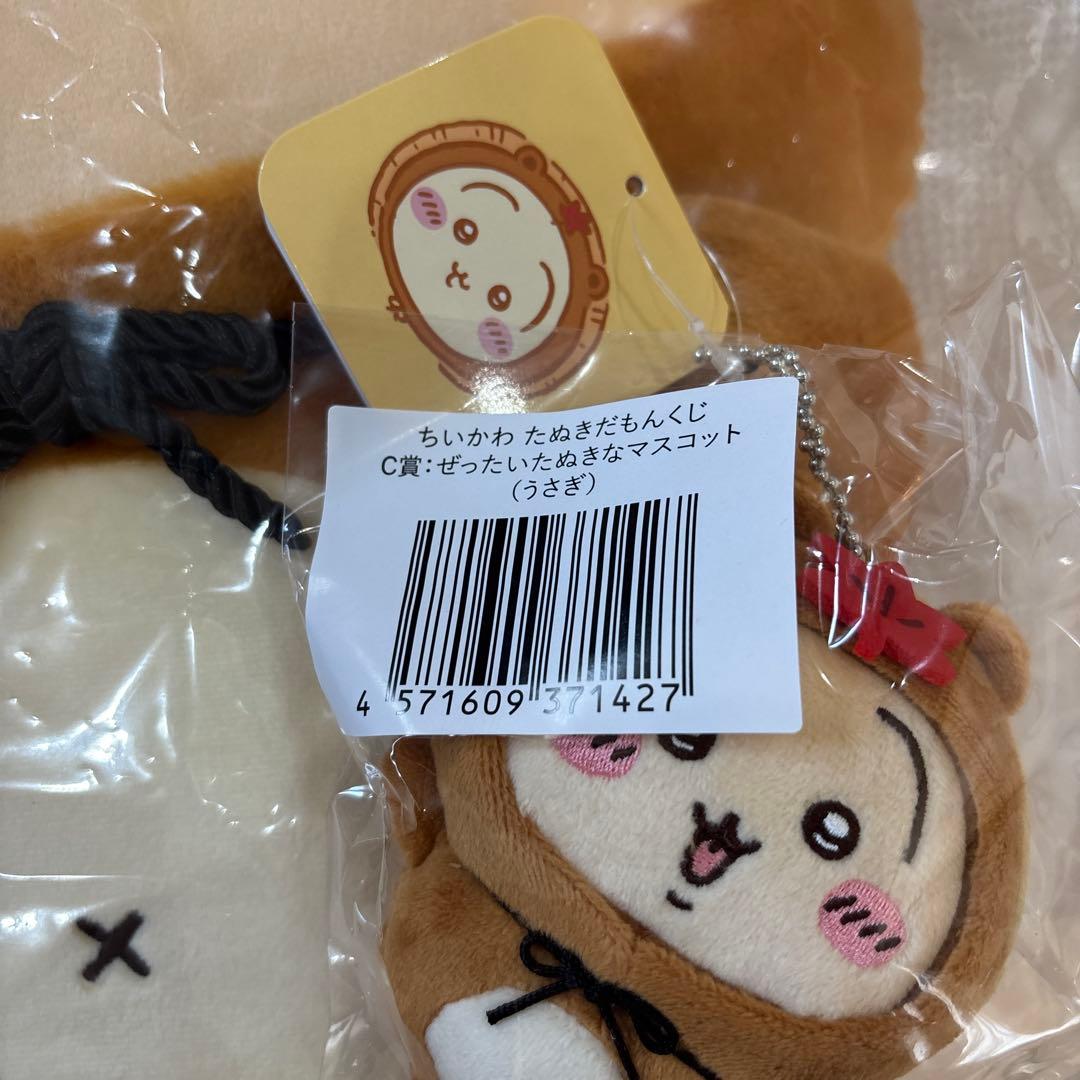 ちいかわ たぬきだもんくじ
C賞：ぜったいたぬきなマスコット
（うさぎ）
4 571609 371427